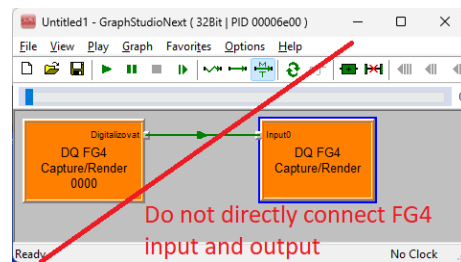 Untitled1 - GraphStudioNext ( 32Bit | PID 00006e00 )
File View Play Graph Favorites Options Help
Digitalizovat
Input0
DQ FG4
Capture/Render
0000
DQ FG4
Capture/Render
Do not directly connect FG4
input and output
Ready
No Clock